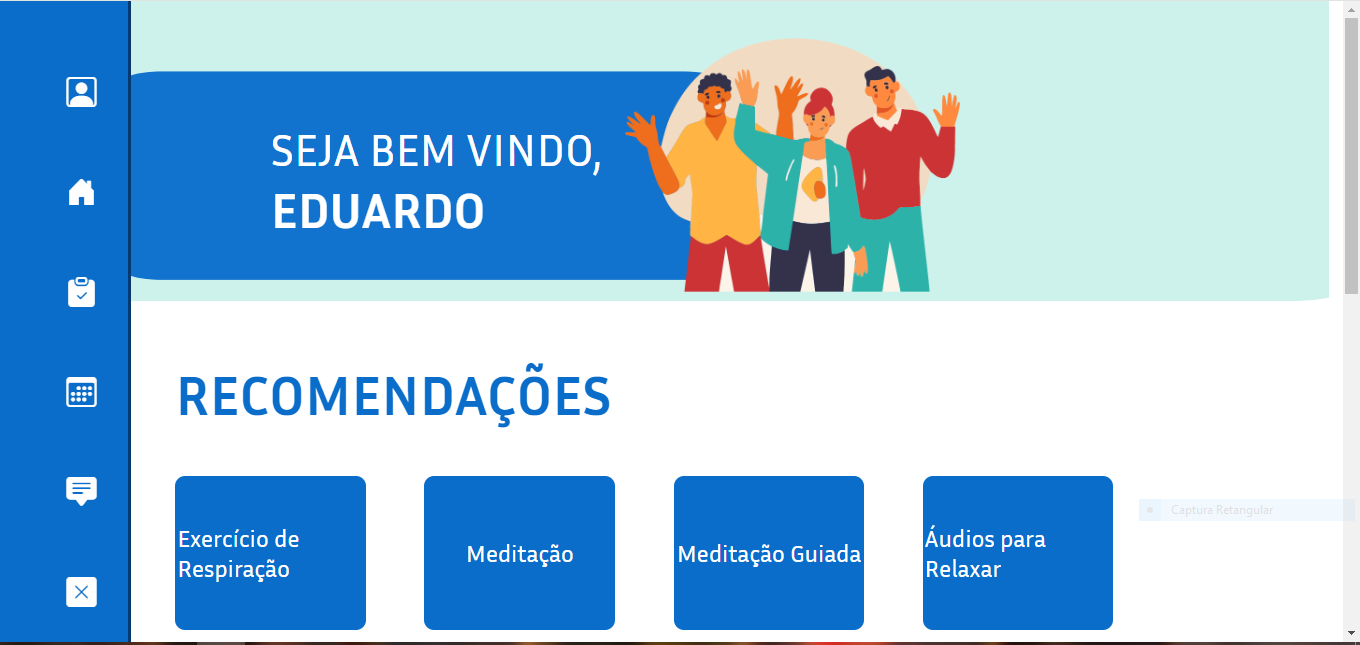 SEJA BEM VINDO,
EDUARDO
RECOMENDAÇÕES
Exercício de
Respiração
Meditação
Meditação Guiada
Áudios para
Relaxar
Captura Retangular